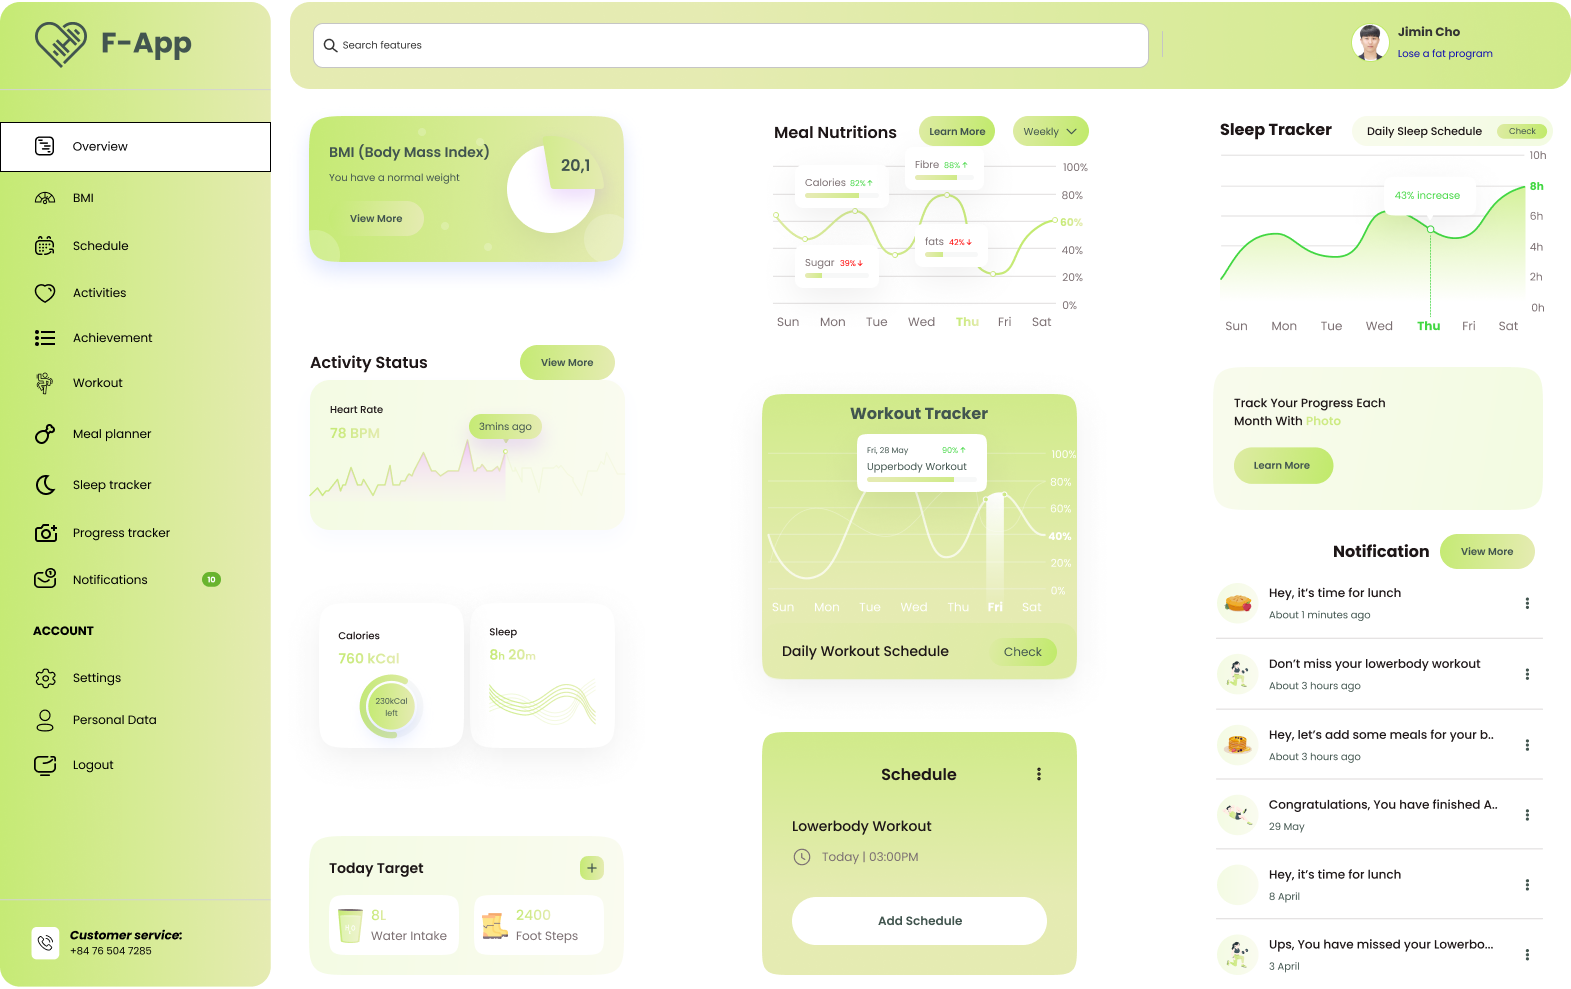 F-App
Overview
BMI
Schedule
Activities
Achievement
Workout
Meal planner
Sleep tracker
Progress tracker
Notifications
10
ACCOUNT
Settings
Personal Data
Logout
Customer service:
+84 76 504 7285
Search features
Jimin Cho
Lose a fat program
BMI (Body Mass Index)
You have a normal weight
View More
20,1
Activity Status
View More
Heart Rate
78 BPM
3mins ago
Calories
760 kCal
230kCal
left
Sleep
8h 20m
Today Target
+
8L
Water Intake
2400
Foot Steps
Meal Nutritions
Learn More
Weekly
Calories 82%↑
Fibre 88%↑
Sugar 39%↓
fats 42%↓
100%
80%
60%
40%
20%
0%
Sun Mon Tue Wed Thu Fri Sat
Workout Tracker
Fri, 28 May 90%↑
Upperbody Workout
100%
80%
60%
40%
20%
0%
Sun Mon Tue Wed Thu Fri Sat
Daily Workout Schedule
Check
Schedule
Lowerbody Workout
Today | 03:00PM
Add Schedule
Sleep Tracker
Daily Sleep Schedule
Check
43% increase
10h
8h
6h
4h
2h
0h
Sun Mon Tue Wed Thu Fri Sat
Track Your Progress Each
Month With Photo
Learn More
Notification
View More
Hey, it's time for lunch
About 1 minutes ago
Don't miss your lowerbody workout
About 3 hours ago
Hey, let's add some meals for your b..
About 3 hours ago
Congratulations, You have finished A..
29 May
Hey, it's time for lunch
8 April
Ups, You have missed your Lowerbo...
3 April